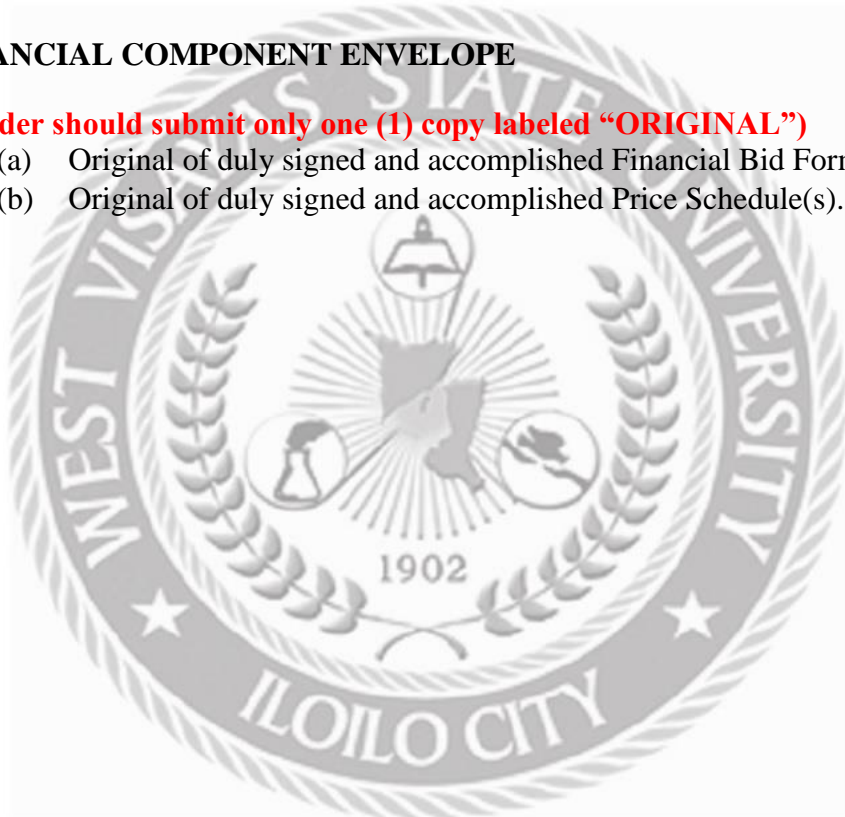 ANCIAL COMPONENT ENVELOPE
der should submit only one (1) copy labeled “ORIGINAL”)
(a) Original of duly signed and accomplished Financial Bid Forn
(b) Original of duly signed and accomplished Price Schedule(s).
WEST VISAYAS STATE UNIVERSITY
1902
ILOILO CITY